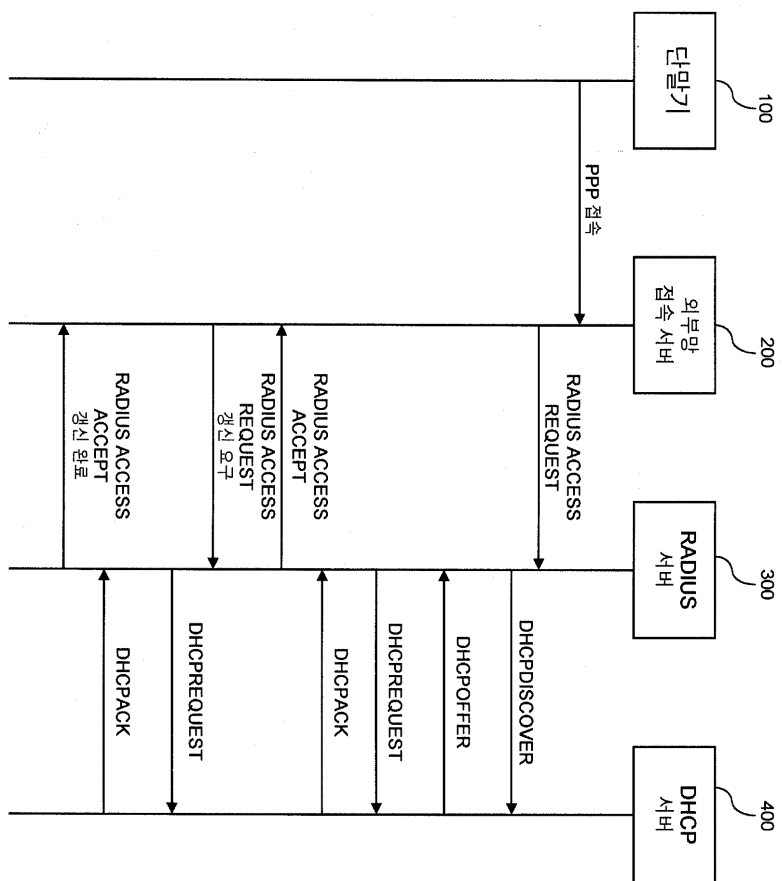 단말기
100
외부망
접속 서버
200
RADIUS
서버
300
DHCP
서버
400
PPP 접속
RADIUS ACCESS
REQUEST
DHCPDISCOVER
DHCPOFFER
DHCPREQUEST
DHCPACK
RADIUS ACCESS
ACCEPT
RADIUS ACCESS
REQUEST
갱신 요구
DHCPREQUEST
DHCPACK
RADIUS ACCESS
ACCEPT
갱신 완료